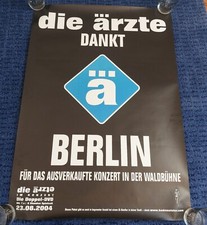 die ärzte
DANKT
ä
BERLIN
FÜR DAS AUSVERKAUFTE KONZERT IN DER WALDBÜHNE
die ärzte
Die Doppel-DVD
23.08.2004